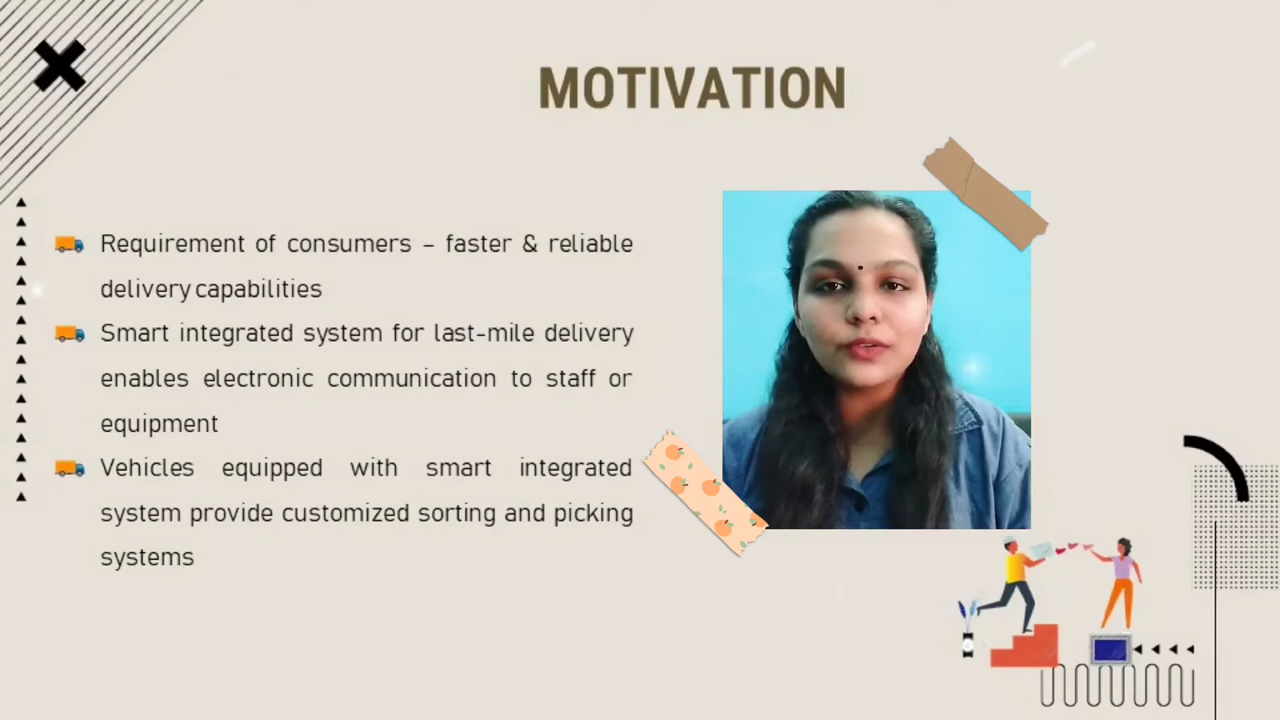 MOTIVATION
Requirement of consumers – faster & reliable
delivery capabilities
Smart integrated system for last-mile delivery
enables electronic communication to staff or
equipment
Vehicles equipped with smart integrated
system provide customized sorting and picking
systems